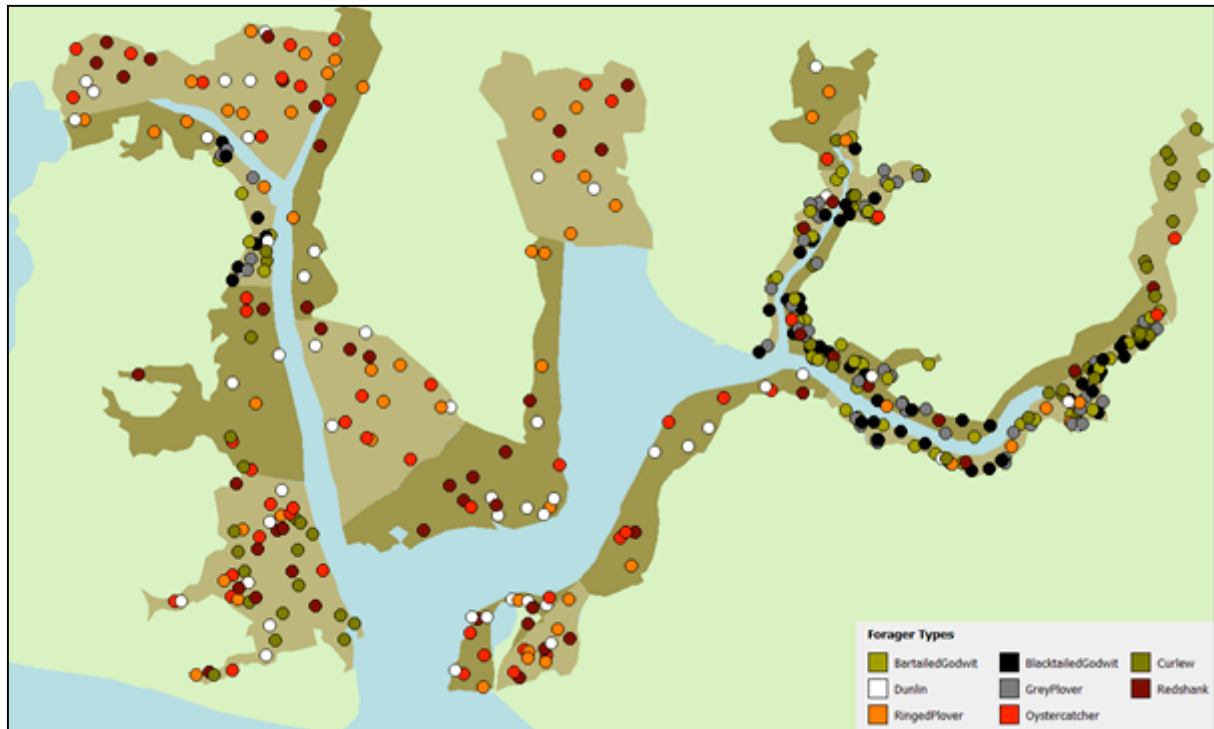 Forager Types
BartailedGodwit BlacktailedGodwit Curlew
Dunlin GreyPlover Redshank
RingedPlover Oystercatcher